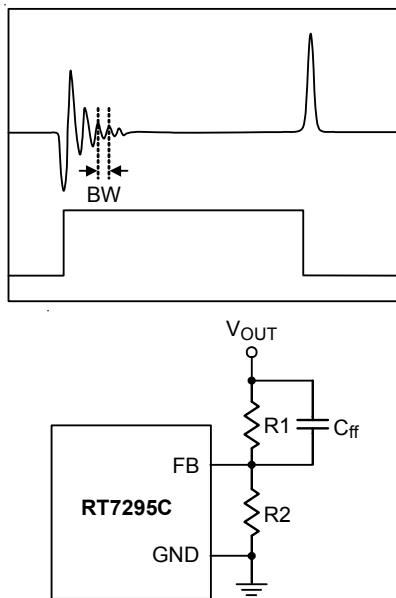 BW
VOUT
R1
Cff
FB
RT7295C
R2
GND